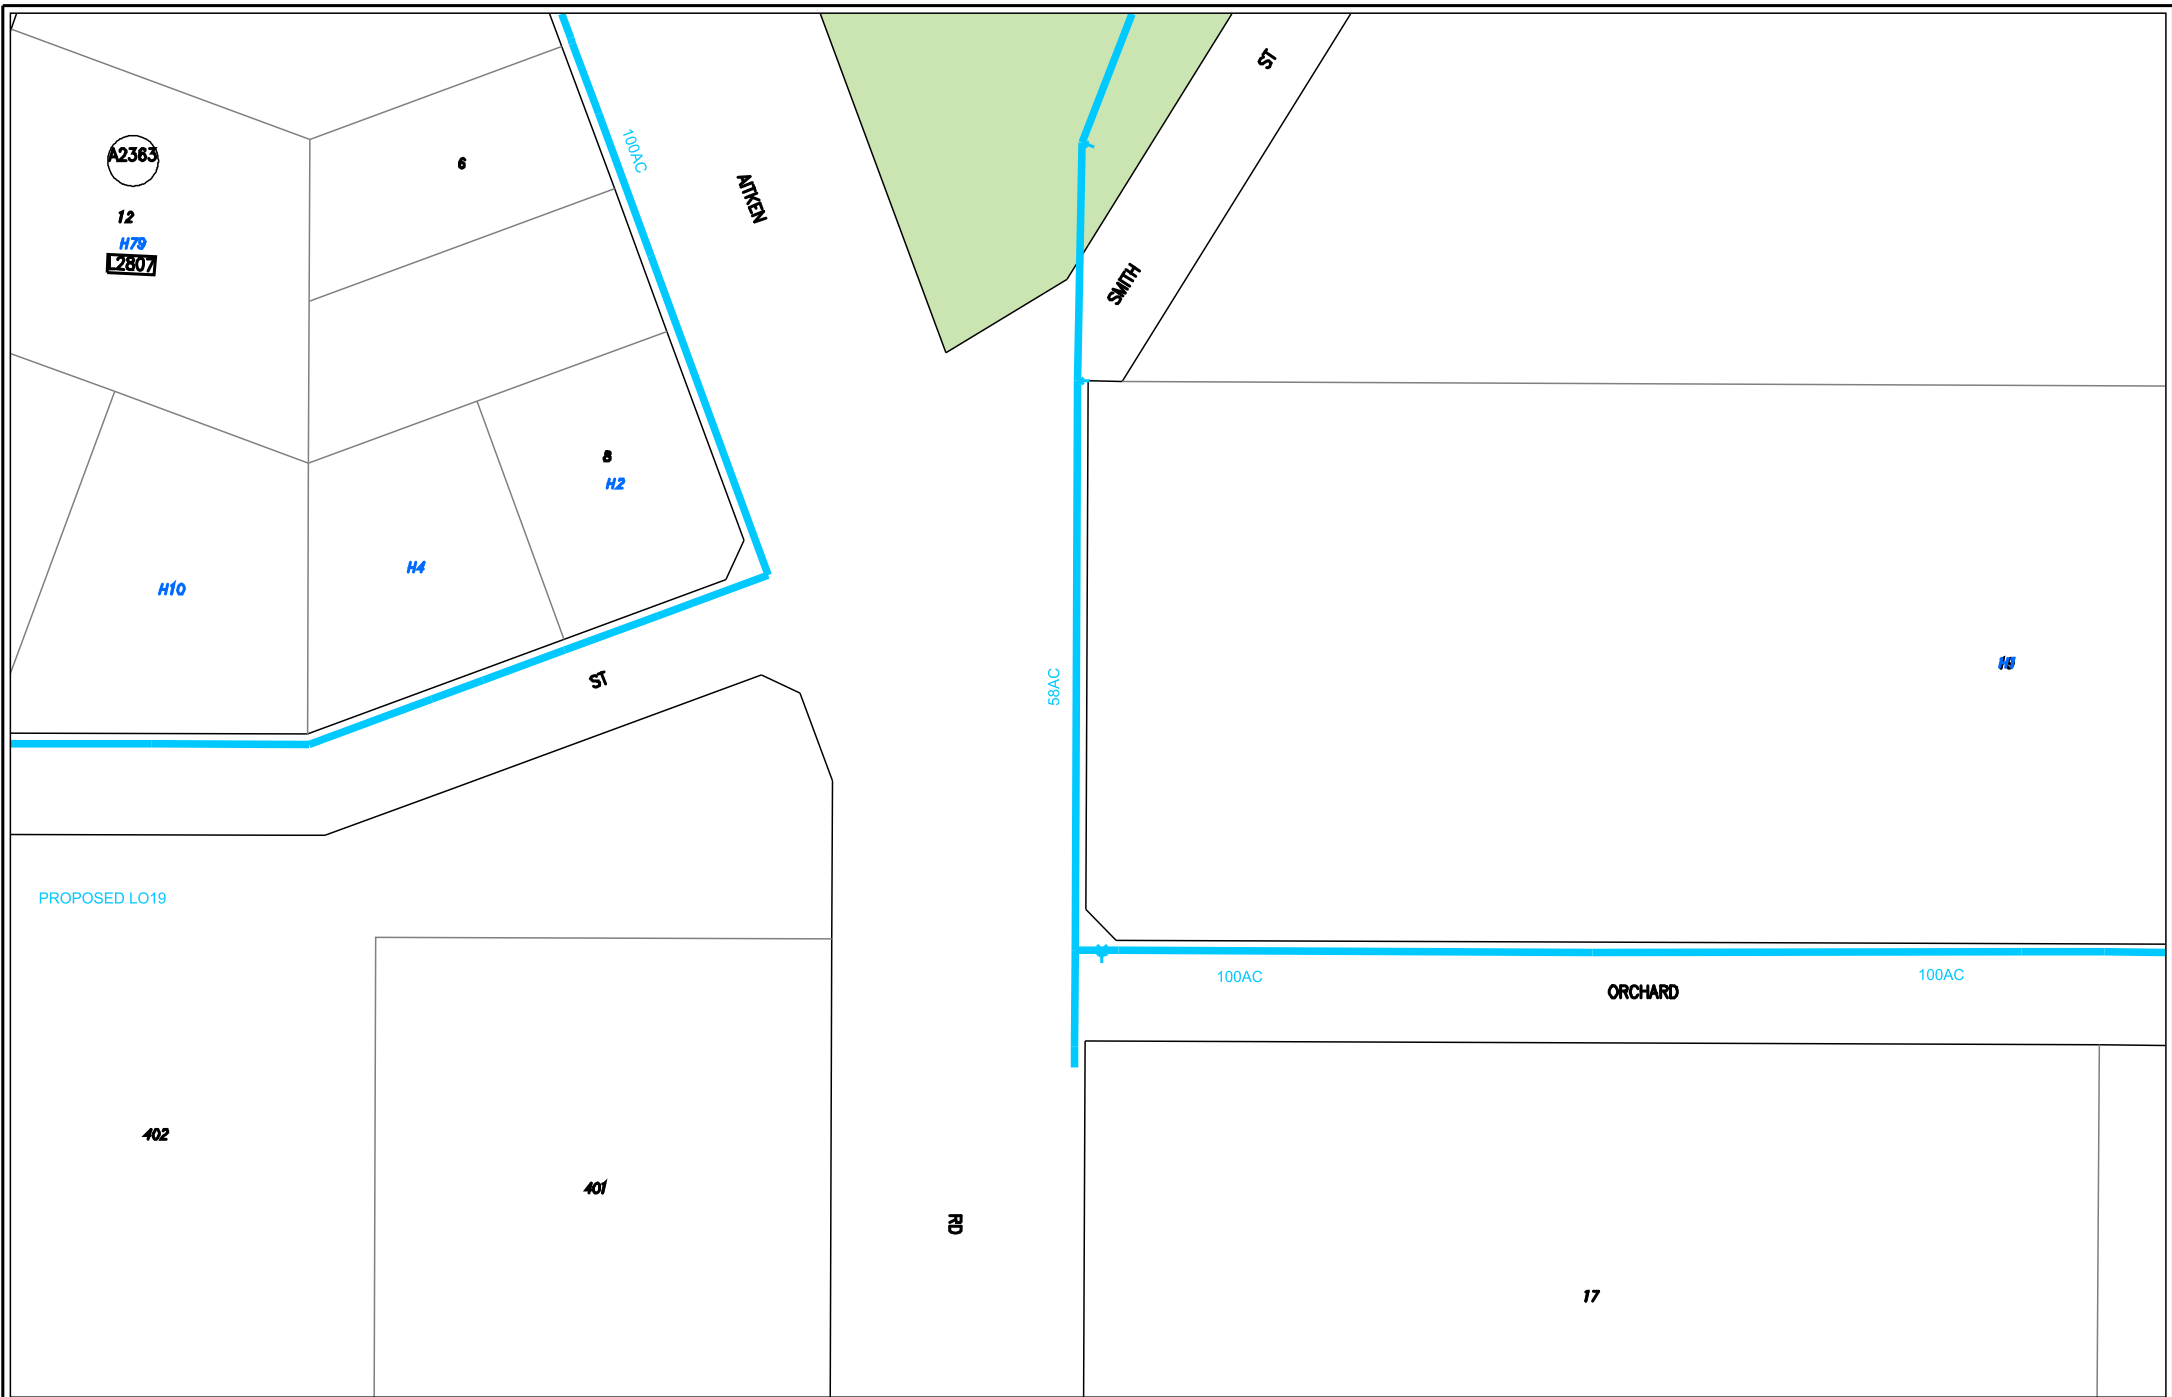 ST
A2363
6
100AC
AITKEN
12
H79
L2807
SMITH
8
H2
H4
H10
ST
58AC
PROPOSED LO19
100AC
100AC
ORCHARD
402
401
RD
17